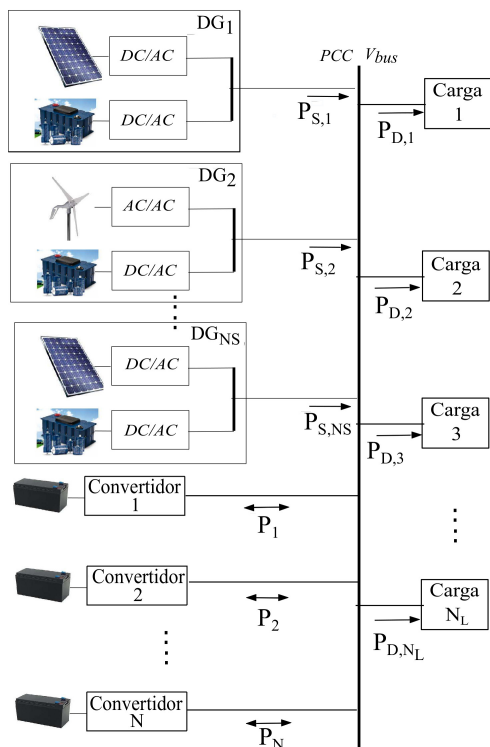 DG1
DC/AC
DC/AC
PS,1
PCC Vbus
Carga
1
PD,1
DG2
AC/AC
DC/AC
PS,2
Carga
2
PD,2
DGNS
DC/AC
DC/AC
PS,NS
Carga
3
PD,3
Convertidor
1
P1
Convertidor
2
P2
Carga
NL
PD,NL
Convertidor
N
PN